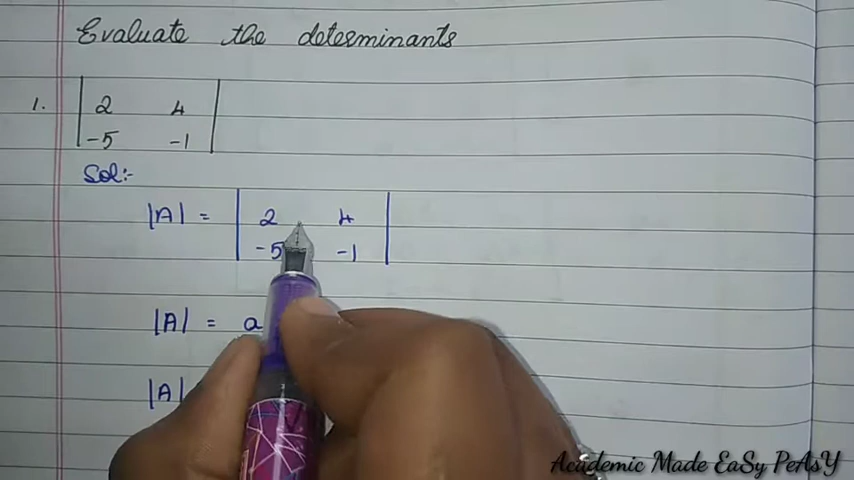 Evaluate the determinants
1. | 2 4 |
| -5 -1 |
Sol:-
|A| = | 2 4 |
| -5 -1 |
|A| = a
|A|
Academic Made EaSy PeAsY